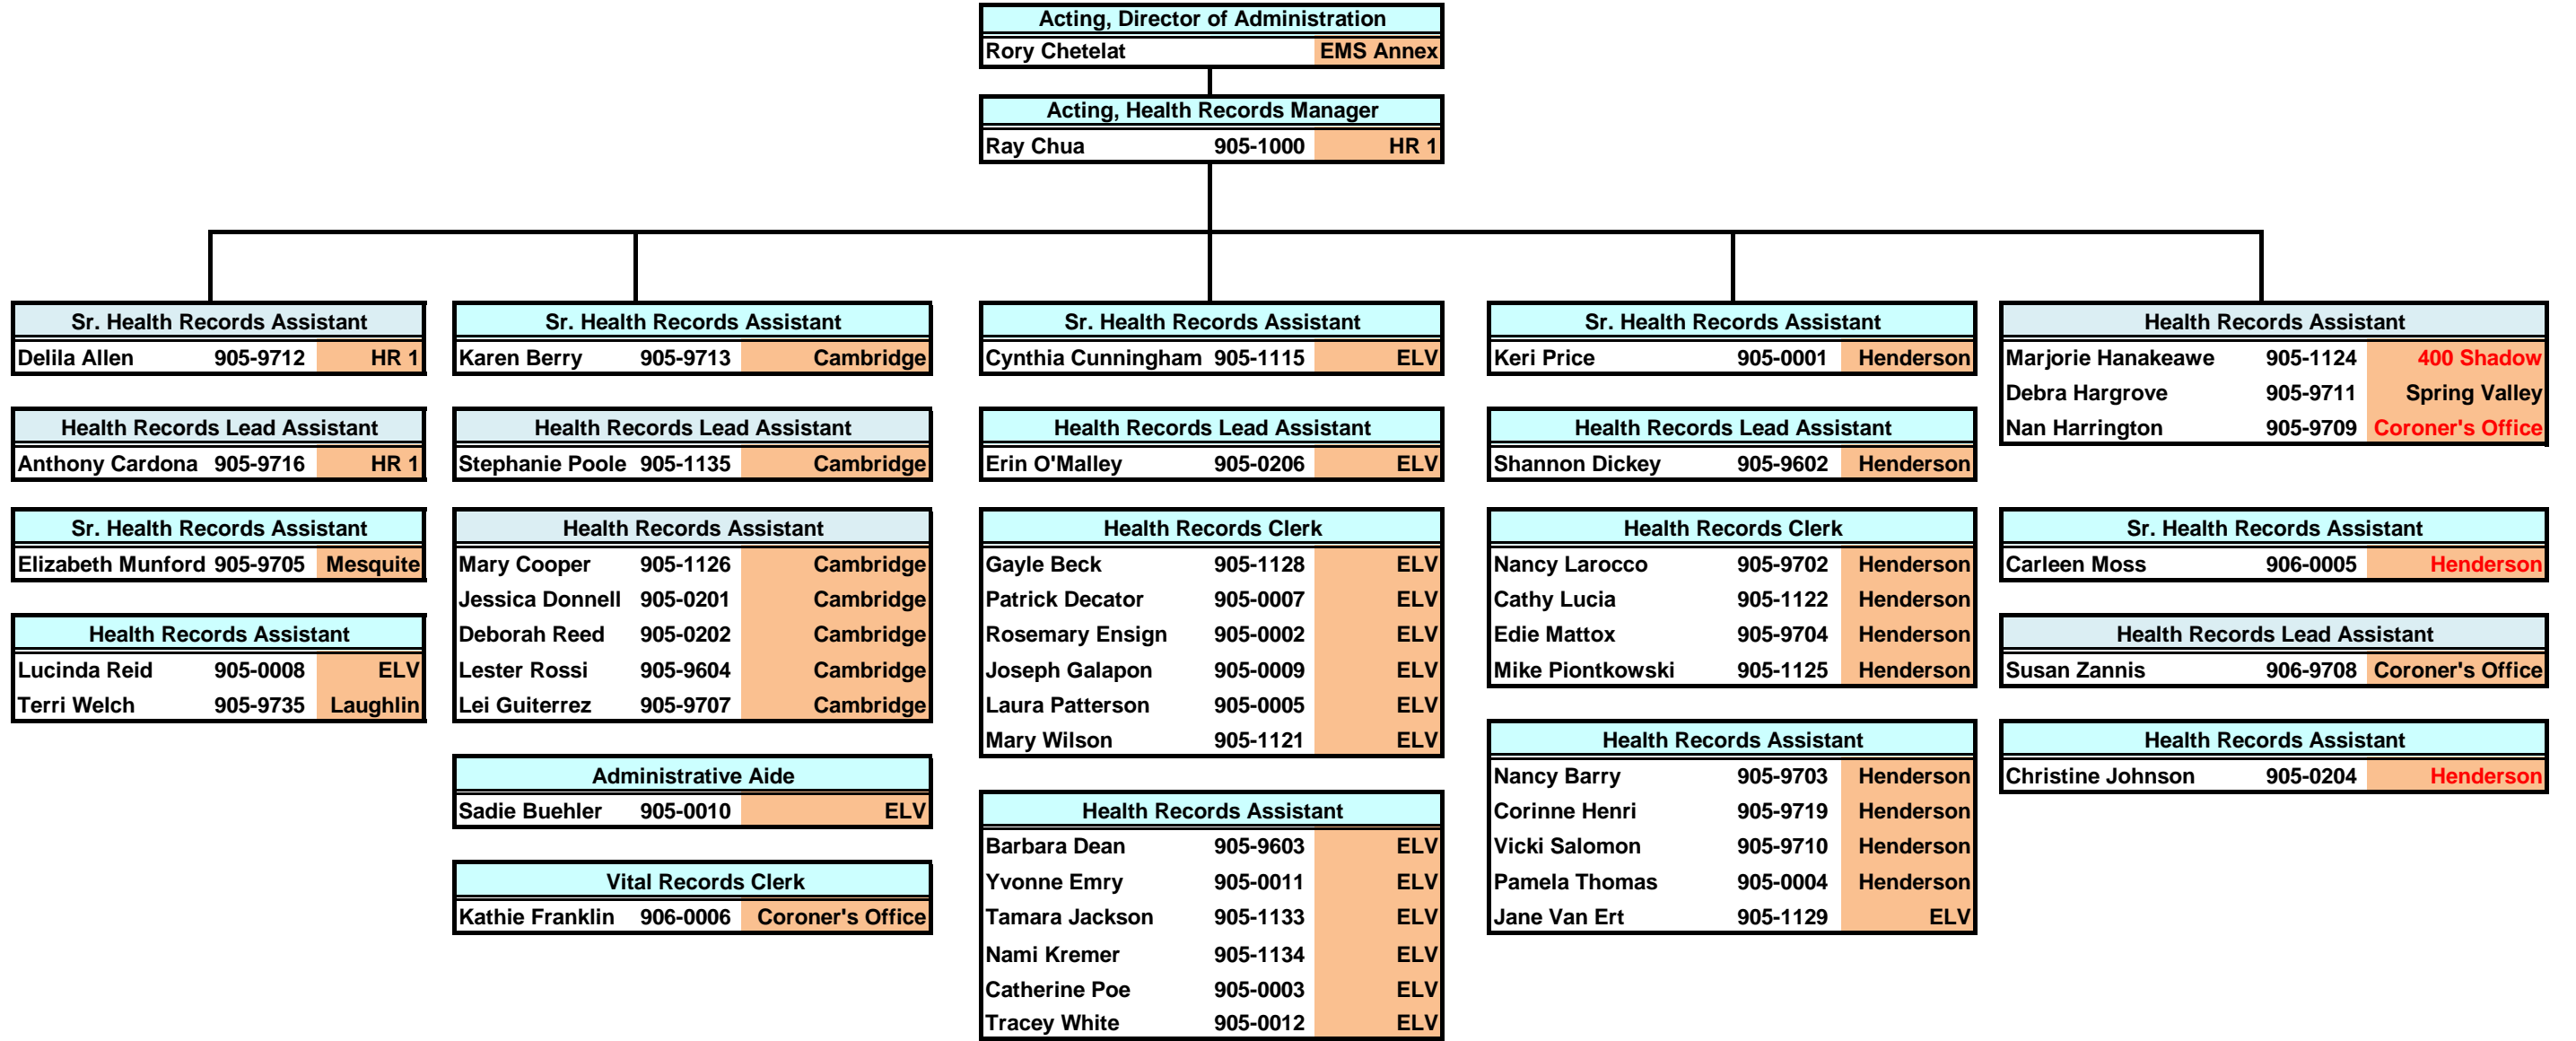 Acting, Director of Administration
Rory Chetelat EMS Annex
Acting, Health Records Manager
Ray Chua 905-1000 HR 1
Sr. Health Records Assistant
Delila Allen 905-9712 HR 1
Health Records Lead Assistant
Anthony Cardona 905-9716 HR 1
Sr. Health Records Assistant
Elizabeth Munford 905-9705 Mesquite
Health Records Assistant
Lucinda Reid 905-0008 ELV
Terri Welch 905-9735 Laughlin
Sr. Health Records Assistant
Karen Berry 905-9713 Cambridge
Health Records Lead Assistant
Stephanie Poole 905-1135 Cambridge
Health Records Assistant
Mary Cooper 905-1126 Cambridge
Jessica Donnell 905-0201 Cambridge
Deborah Reed 905-0202 Cambridge
Lester Rossi 905-9604 Cambridge
Lei Guiterrez 905-9707 Cambridge
Administrative Aide
Sadie Buehler 905-0010 ELV
Vital Records Clerk
Kathie Franklin 906-0006 Coroner's Office
Sr. Health Records Assistant
Cynthia Cunningham 905-1115 ELV
Health Records Lead Assistant
Erin O'Malley 905-0206 ELV
Health Records Clerk
Gayle Beck 905-1128 ELV
Patrick Decator 905-0007 ELV
Rosemary Ensign 905-0002 ELV
Joseph Galapon 905-0009 ELV
Laura Patterson 905-0005 ELV
Mary Wilson 905-1121 ELV
Health Records Assistant
Barbara Dean 905-9603 ELV
Yvonne Emry 905-0011 ELV
Tamara Jackson 905-1133 ELV
Nami Kremer 905-1134 ELV
Catherine Poe 905-0003 ELV
Tracey White 905-0012 ELV
Sr. Health Records Assistant
Keri Price 905-0001 Henderson
Health Records Lead Assistant
Shannon Dickey 905-9602 Henderson
Health Records Clerk
Nancy Larocco 905-9702 Henderson
Cathy Lucia 905-1122 Henderson
Edie Mattox 905-9704 Henderson
Mike Piontkowski 905-1125 Henderson
Health Records Assistant
Nancy Barry 905-9703 Henderson
Corinne Henri 905-9719 Henderson
Vicki Salomon 905-9710 Henderson
Pamela Thomas 905-0004 Henderson
Jane Van Ert 905-1129 ELV
Health Records Assistant
Marjorie Hanakeawe 905-1124 400 Shadow
Debra Hargrove 905-9711 Spring Valley
Nan Harrington 905-9709 Coroner's Office
Sr. Health Records Assistant
Carleen Moss 906-0005 Henderson
Health Records Lead Assistant
Susan Zannis 906-9708 Coroner's Office
Health Records Assistant
Christine Johnson 905-0204 Henderson